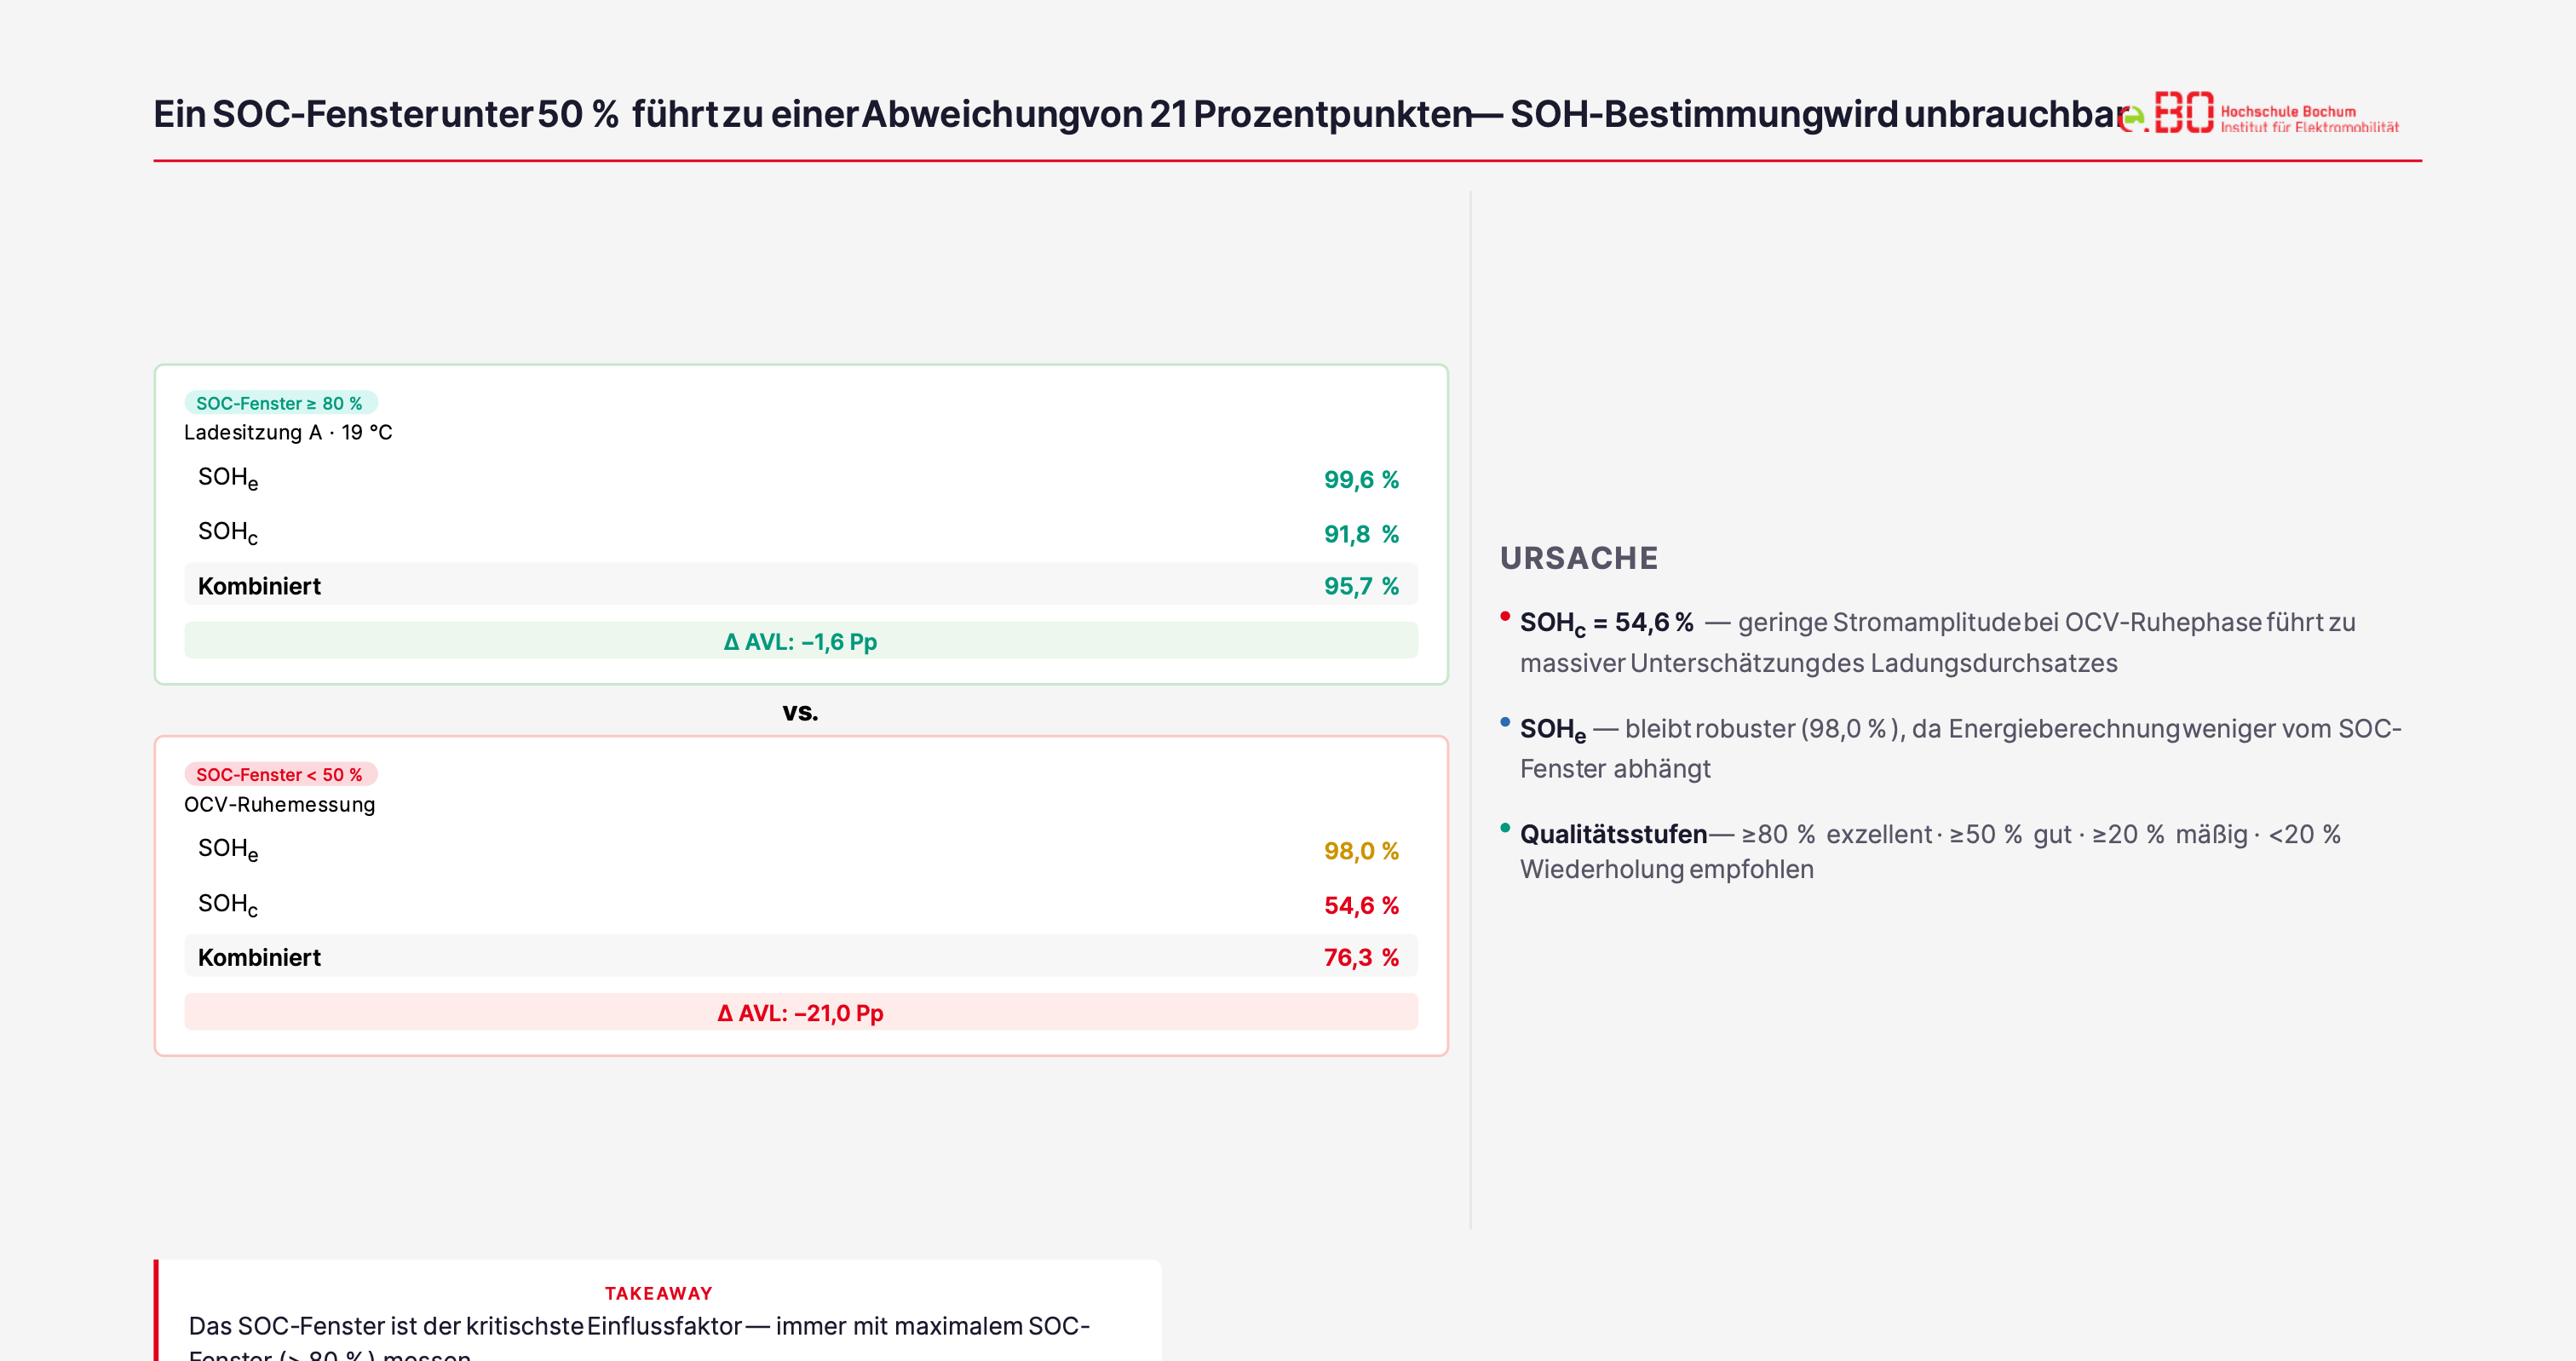 Ein SOC-Fenster unter 50 % führt zu einer Abweichung von 21 Prozentpunkten — SOH-Bestimmung wird unbrauchbar
e.BO Hochschule Bochum
Institut für Elektromobilität
SOC-Fenster ≥ 80 %
Ladesitzung A · 19 °C
SOHe 99,6 %
SOHc 91,8 %
Kombiniert 95,7 %
Δ AVL: −1,6 Pp
vs.
SOC-Fenster < 50 %
OCV-Ruhemessung
SOHe 98,0 %
SOHc 54,6 %
Kombiniert 76,3 %
Δ AVL: −21,0 Pp
URSACHE
SOHc = 54,6 % — geringe Stromamplitude bei OCV-Ruhephase führt zu
massiver Unterschätzung des Ladungsdurchsatzes
SOHe — bleibt robuster (98,0 %), da Energieberechnung weniger vom SOC-
Fenster abhängt
Qualitätsstufen — ≥80 % exzellent · ≥50 % gut · ≥20 % mäßig · <20 %
Wiederholung empfohlen
TAKEAWAY
Das SOC-Fenster ist der kritischste Einflussfaktor — immer mit maximalem SOC-
Fenster (≥ 80 %) messen